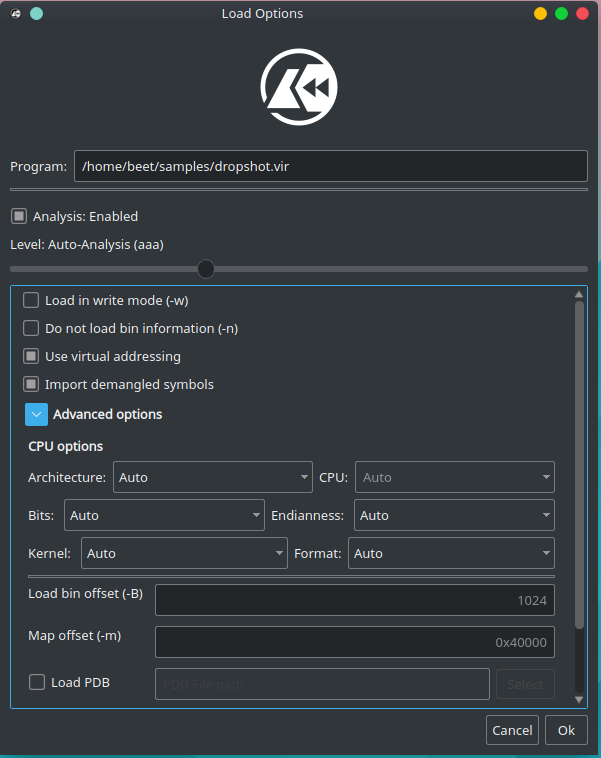 Load Options
Program: /home/beet/samples/dropshot.vir
Analysis: Enabled
Level: Auto-Analysis (aaa)
Load in write mode (-w)
Do not load bin information (-n)
Use virtual addressing
Import demangled symbols
Advanced options
CPU options
Architecture: Auto CPU: Auto
Bits: Auto Endianness: Auto
Kernel: Auto Format: Auto
Load bin offset (-B) 1024
Map offset (-m) 0x40000
Load PDB PDB File path Select
Cancel Ok